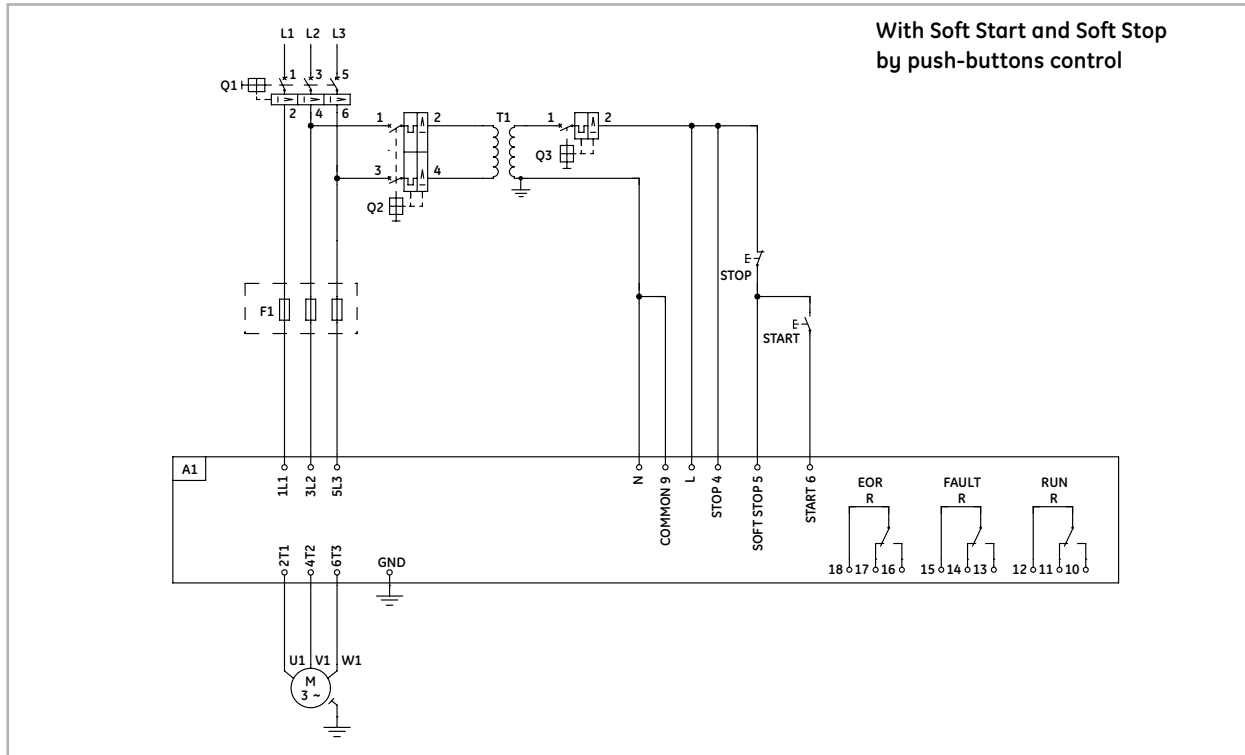 With Soft Start and Soft Stop
by push-buttons control
L1 L2 L3
Q1 1 3 5
2 4 6
1 2 T1 1 2
Q3
3 4
Q2
STOP
F1
START
A1
1L1 3L2 5L3 N COMMON 9 L STOP 4 SOFT STOP 5 START 6
EOR FAULT RUN
R R R
2T1 4T2 6T3 GND
18 17 16 15 14 13 12 11 10
U1 V1 W1
M
3 ~